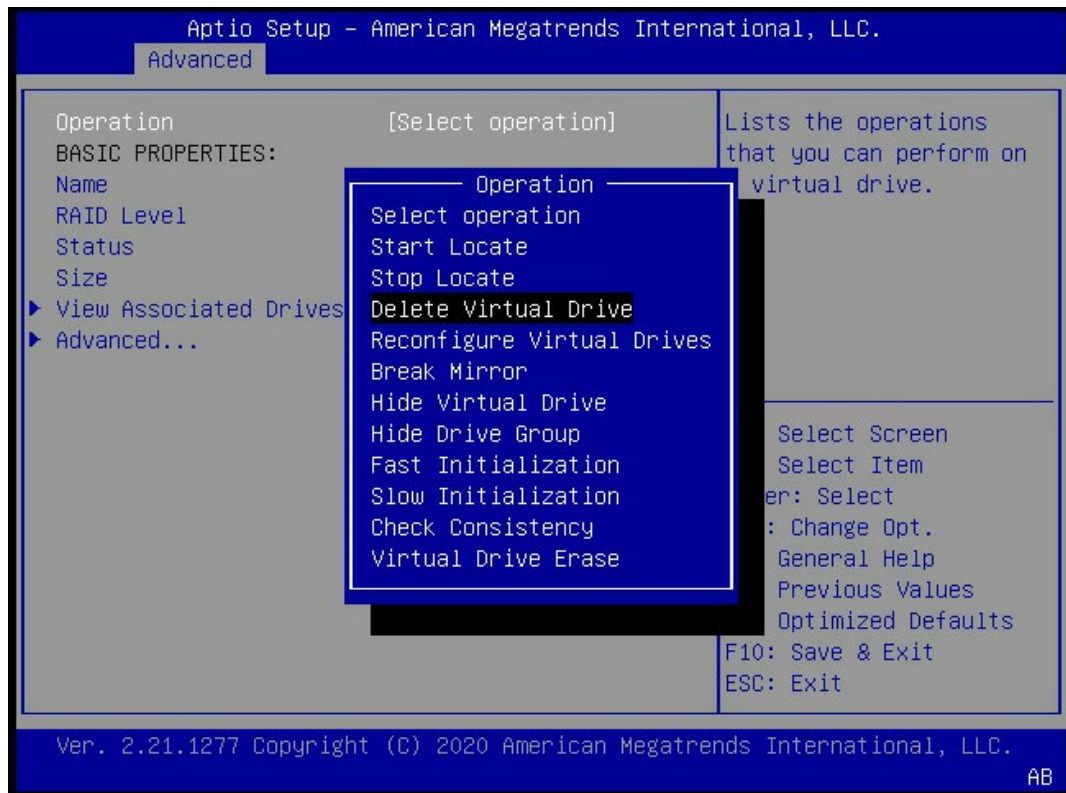 Aptio Setup – American Megatrends International, LLC.
Advanced
Operation [Select operation]
BASIC PROPERTIES:
Name
RAID Level
Status
Size
View Associated Drives
Advanced...
Operation
Select operation
Start Locate
Stop Locate
Delete Virtual Drive
Reconfigure Virtual Drives
Break Mirror
Hide Virtual Drive
Hide Drive Group
Fast Initialization
Slow Initialization
Check Consistency
Virtual Drive Erase
Lists the operations
that you can perform on
virtual drive.
Select Screen
Select Item
er: Select
: Change Opt.
General Help
Previous Values
Optimized Defaults
F10: Save & Exit
ESC: Exit
Ver. 2.21.1277 Copyright (C) 2020 American Megatrends International, LLC.
AB